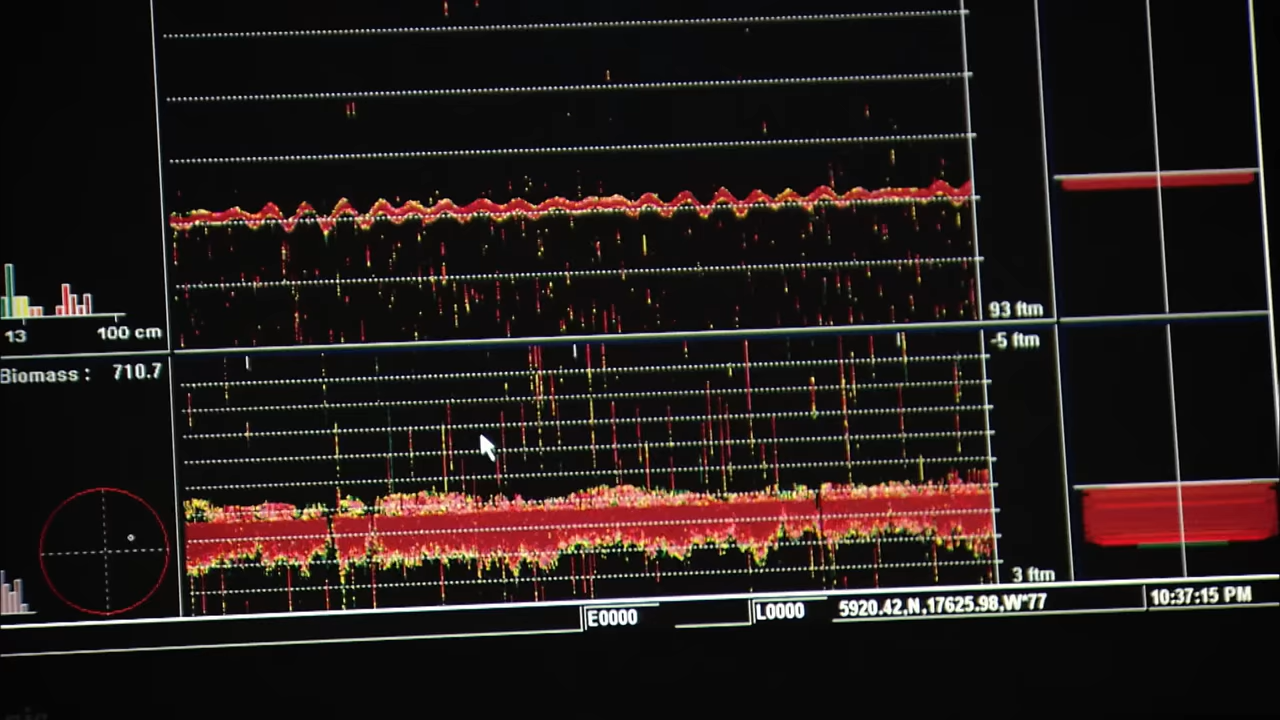 93 ftm
13 100 cm
-5 ftm
Biomass : 710.7
3 ftm
E0000 L0000 5920.42,N,17625.98,W*77 10:37:15 PM